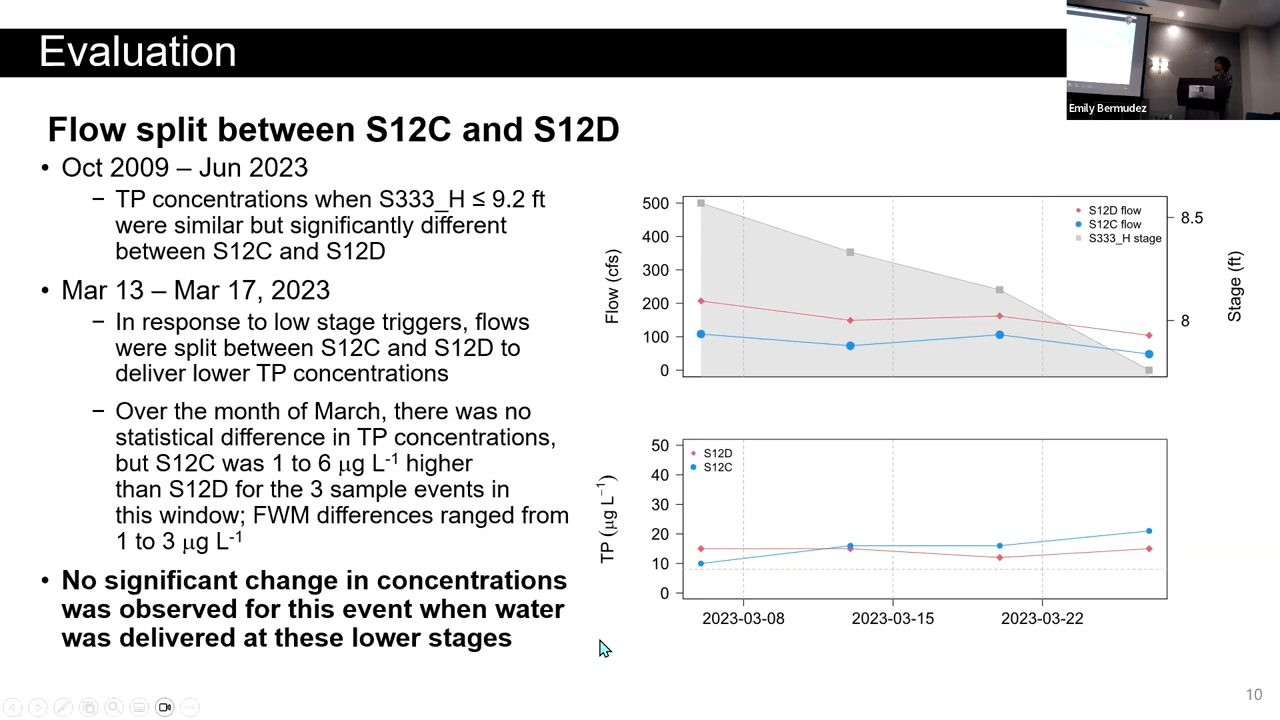 Evaluation
Emily Bermudez
Flow split between S12C and S12D
• Oct 2009 – Jun 2023
– TP concentrations when S333_H ≤ 9.2 ft
were similar but significantly different
between S12C and S12D
• Mar 13 – Mar 17, 2023
– In response to low stage triggers, flows
were split between S12C and S12D to
deliver lower TP concentrations
– Over the month of March, there was no
statistical difference in TP concentrations,
but S12C was 1 to 6 µg L⁻¹ higher
than S12D for the 3 sample events in
this window; FWM differences ranged from
1 to 3 µg L⁻¹
• No significant change in concentrations
was observed for this event when water
was delivered at these lower stages
Flow (cfs)
500
400
300
200
100
0
S12D flow
S12C flow
S333_H stage
8.5
8
Stage (ft)
TP (µg L⁻¹)
50
40
30
20
10
0
S12D
S12C
2023-03-08
2023-03-15
2023-03-22
10